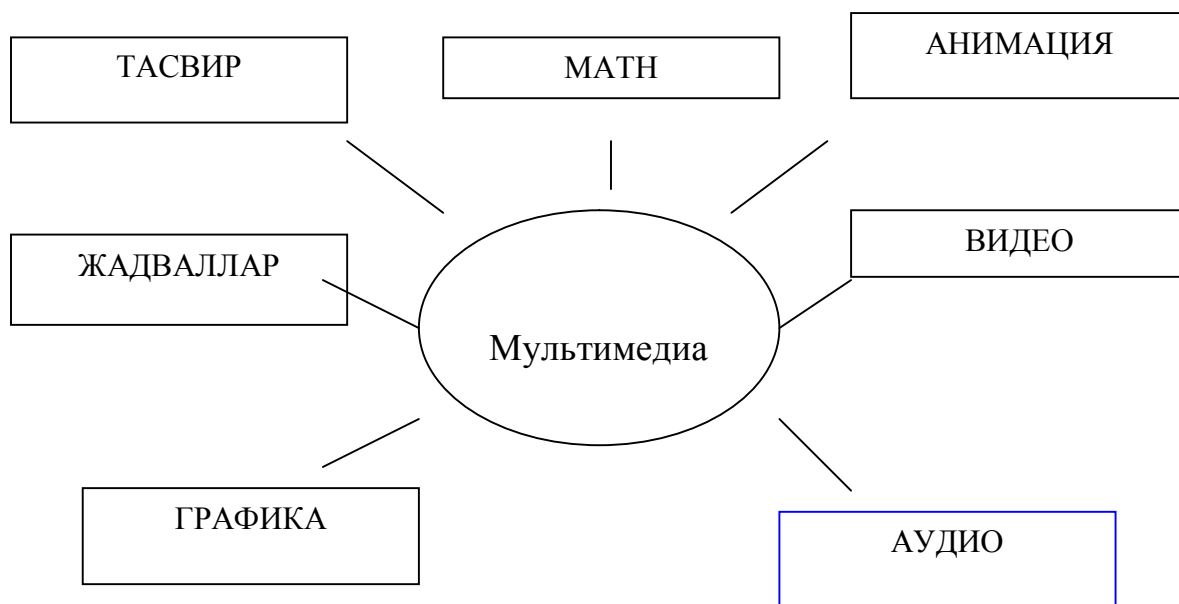 ТАСВИР
МАТН
АНИМАЦИЯ
ЖАДВАЛЛАР
ВИДЕО
Мультимедиа
ГРАФИКА
АУДИО